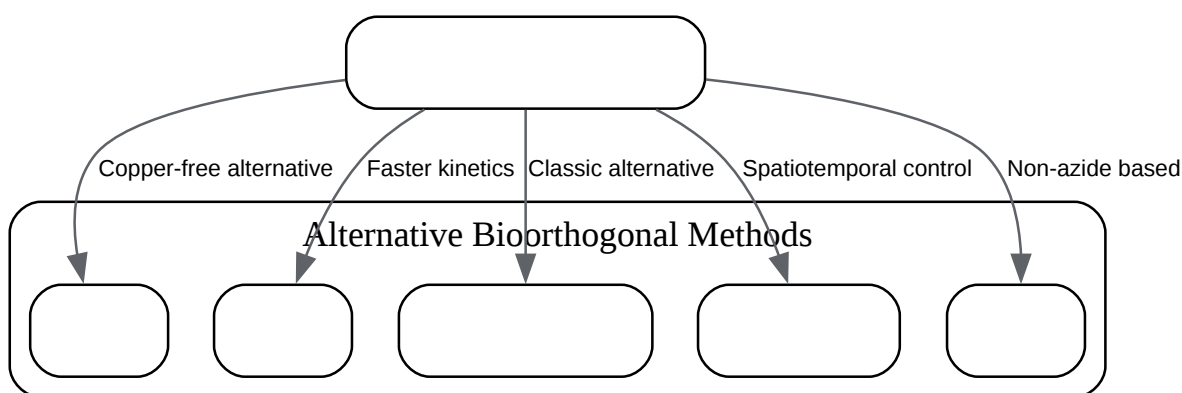 Copper-free alternative
Faster kinetics
Classic alternative
Spatiotemporal control
Non-azide based
Alternative Bioorthogonal Methods